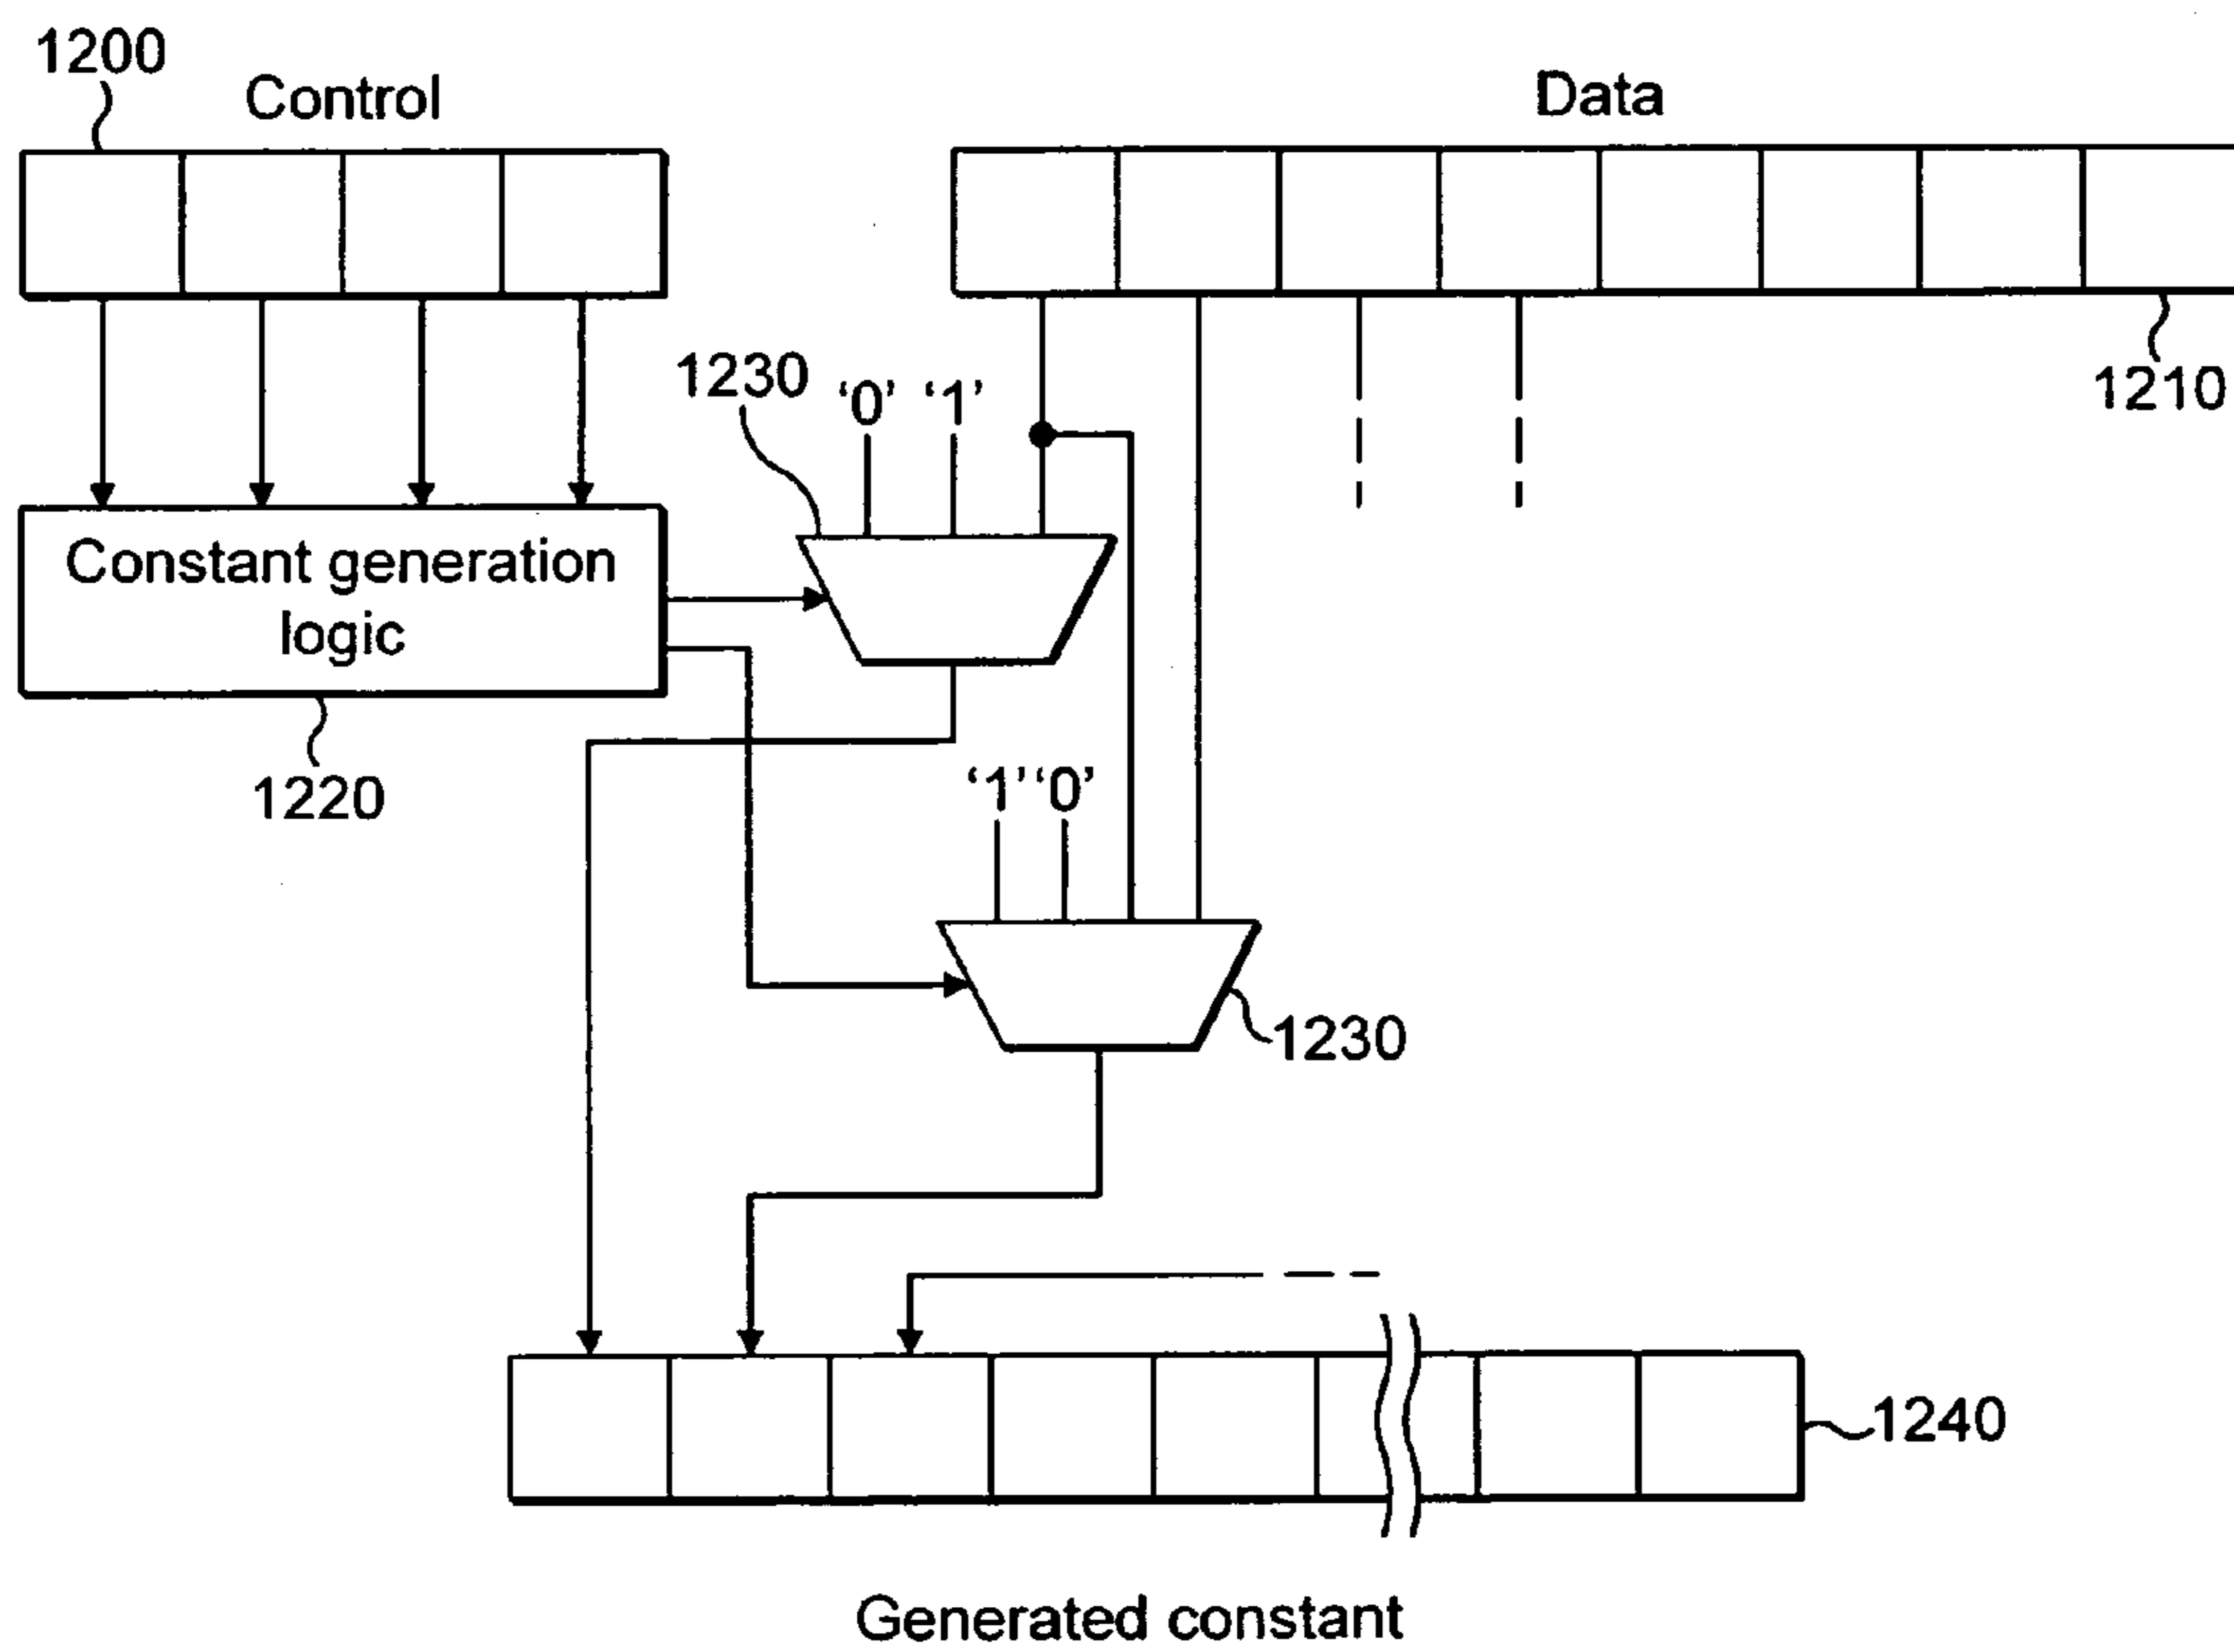 1200
Control
Data
1210
1230
‘0’ ‘1’
Constant generation
logic
1220
‘1’ ‘0’
1230
1240
Generated constant